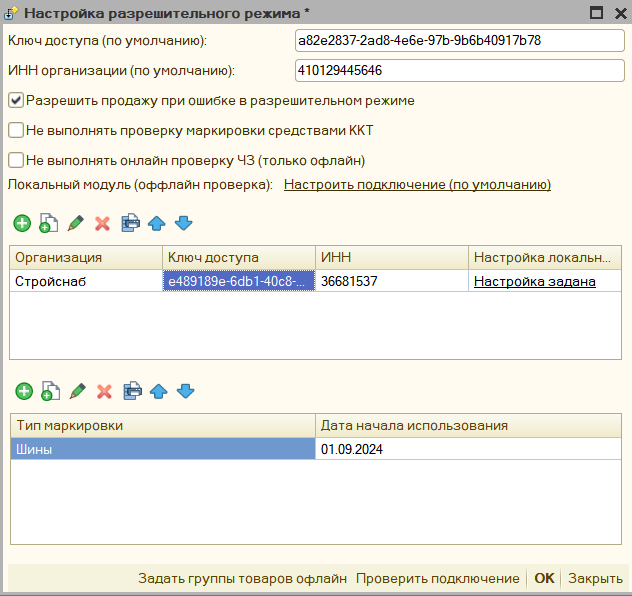 Настройка разрешительного режима *
Ключ доступа (по умолчанию): a82e2837-2ad8-4e6e-97b-9b6b40917b78
ИНН организации (по умолчанию): 410129445646
Разрешить продажу при ошибке в разрешительном режиме
Не выполнять проверку маркировки средствами ККТ
Не выполнять онлайн проверку ЧЗ (только офлайн)
Локальный модуль (оффлайн проверка): Настроить подключение (по умолчанию)
Организация Ключ доступа ИНН Настройка локальн...
Стройснаб e489189e-6db1-40c8-... 36681537 Настройка задана
Тип маркировки Дата начала использования
Шины 01.09.2024
Задать группы товаров офлайн Проверить подключение OK Закрыть